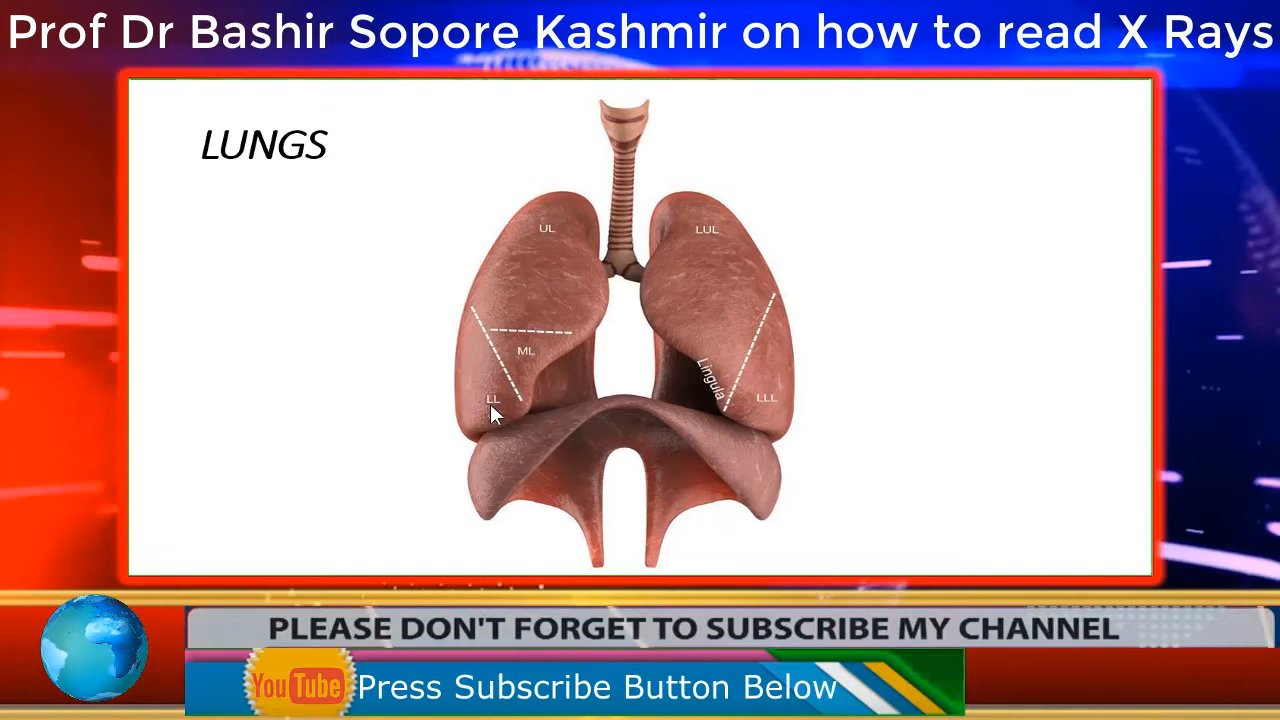 Prof Dr Bashir Sopore Kashmir on how to read X Rays
LUNGS
UL
LUL
ML
Lingula
LL
LLL
PLEASE DON'T FORGET TO SUBSCRIBE MY CHANNEL
YouTube Press Subscribe Button Below